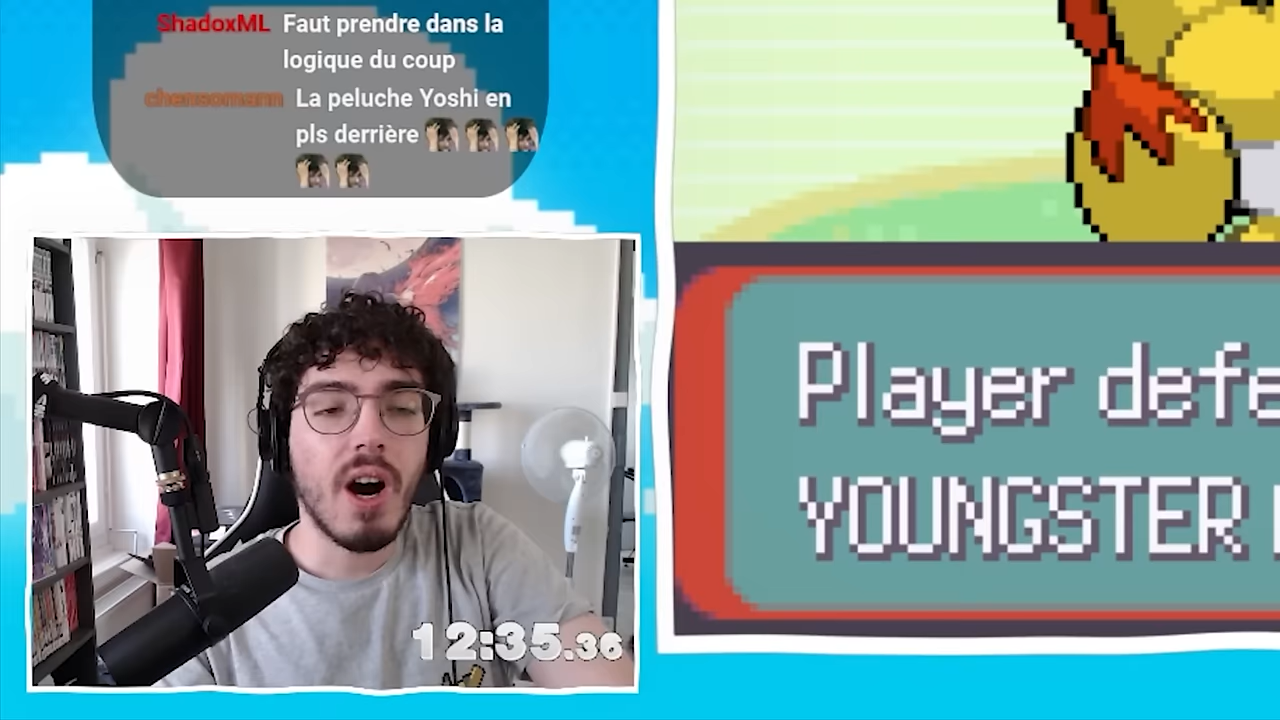 ShadoxML Faut prendre dans la
logique du coup
chensomann La peluche Yoshi en
pls derrière
12:35.36
Player defe
YOUNGSTER